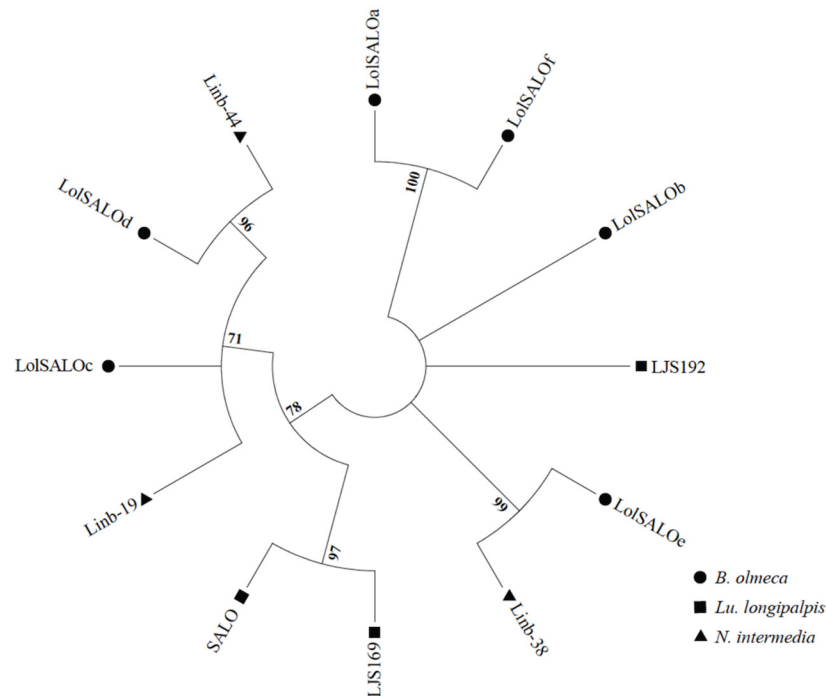 LolSALOa
LolSALOf
Linb-44
LolSALOb
LolSALOd
100
96
71
LolSALOc
LJS192
78
Linb-19
99
LolSALOe
97
SALO
LJS169
Linb-38
B. olmeca
Lu. longipalpis
N. intermedia